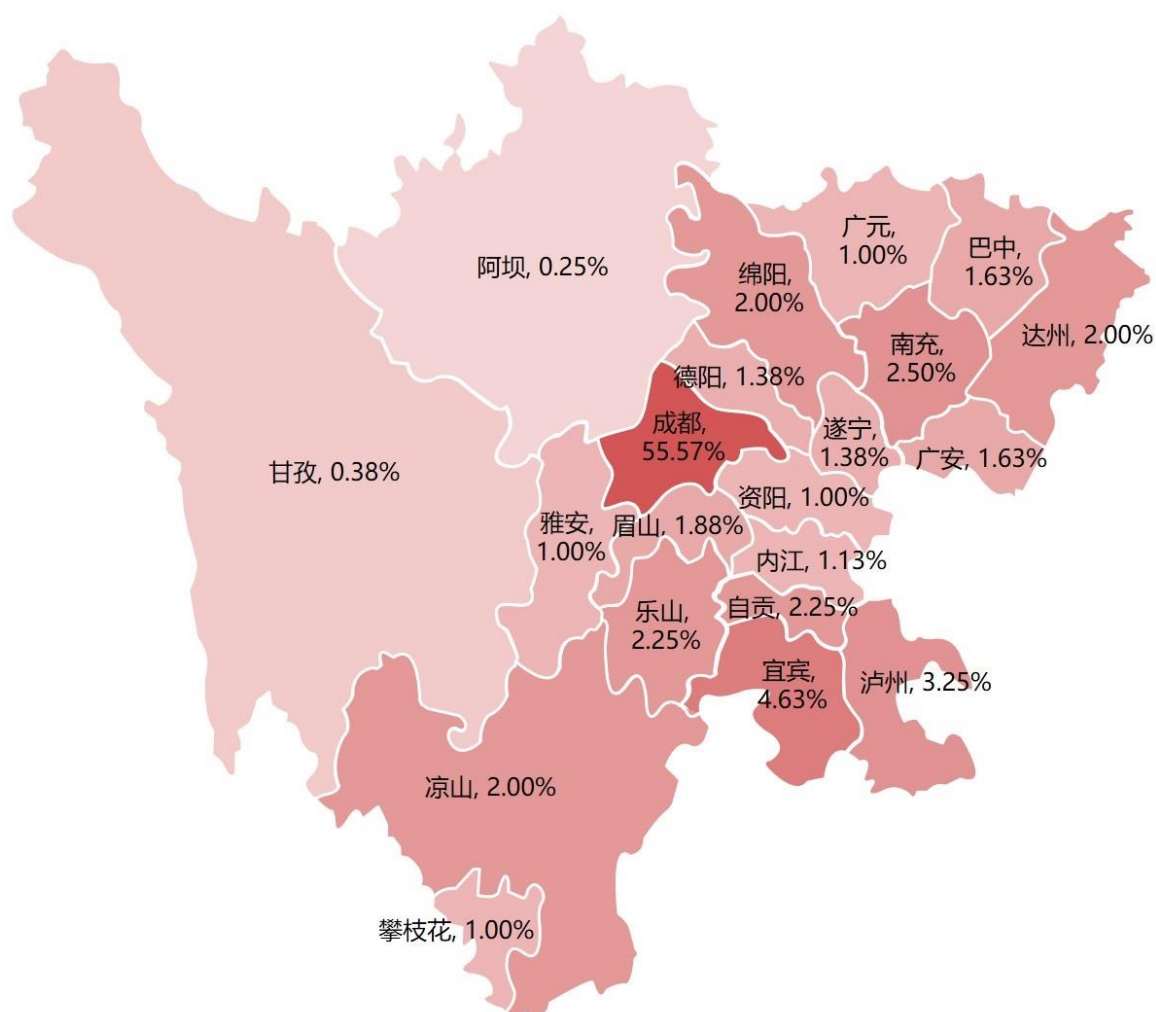 广元,
1.00%
巴中,
1.63%
阿坝, 0.25%
绵阳,
2.00%
达州, 2.00%
南充,
2.50%
德阳, 1.38%
成都,
55.57%
遂宁,
1.38%
广安, 1.63%
甘孜, 0.38%
资阳, 1.00%
雅安,
1.00%
眉山, 1.88%
内江, 1.13%
乐山,
2.25%
自贡, 2.25%
宜宾,
4.63%
泸州, 3.25%
凉山, 2.00%
攀枝花, 1.00%